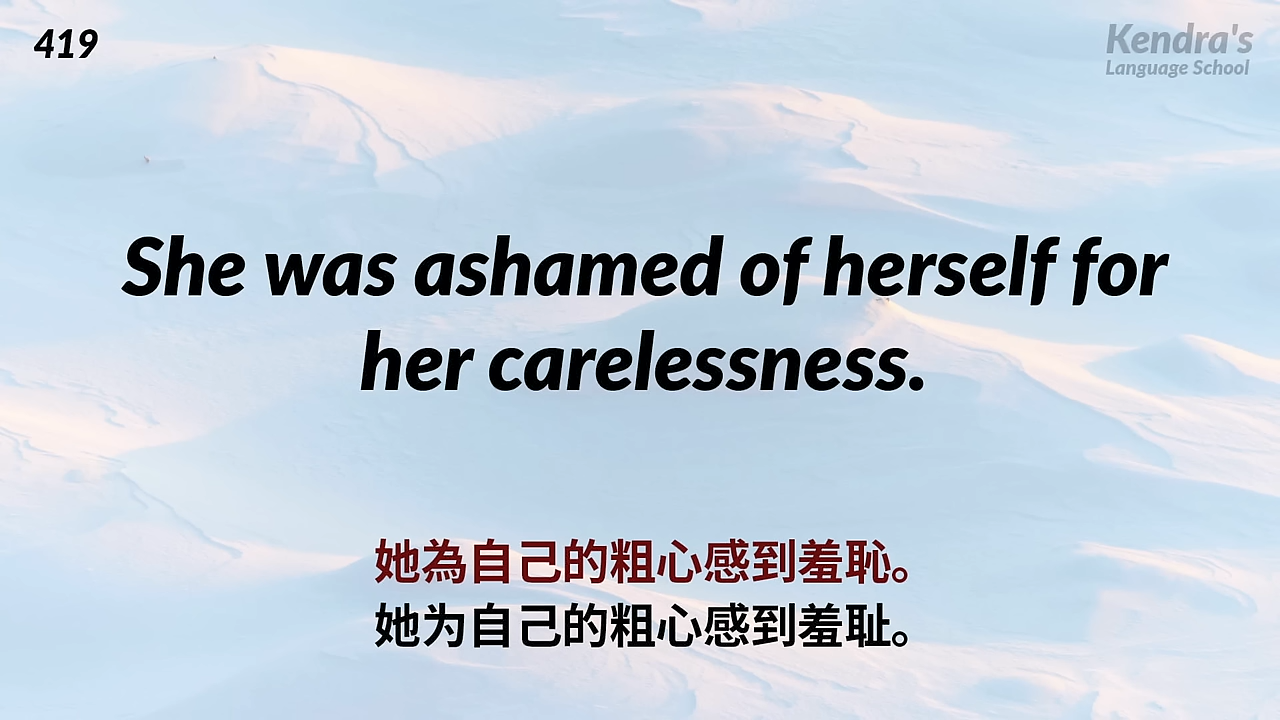 419
Kendra's
Language School
She was ashamed of herself for
her carelessness.
她為自己的粗心感到羞恥。
她为自己的粗心感到羞耻。